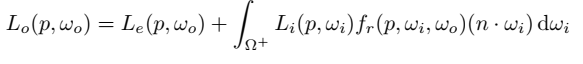 L_o(p, ω_o) = L_e(p, ω_o) + ∫_{Ω⁺} L_i(p, ω_i) f_r(p, ω_i, ω_o)(n · ω_i) dω_i